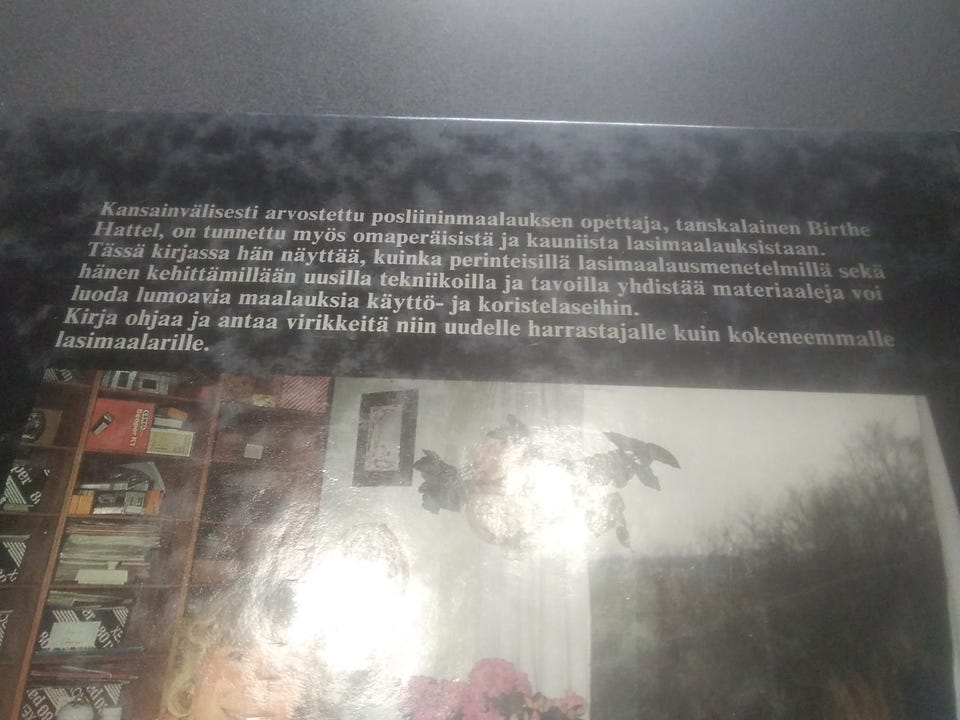 Kansainvälisesti arvostettu posliininmaalauksen opettaja, tanskalainen Birthe
Hattel, on tunnettu myös omaperäisistä ja kauniista lasimaalauksistaan.
Tässä kirjassa hän näyttää, kuinka perinteisillä lasimaalausmenetelmillä sekä
hänen kehittämillään uusilla tekniikoilla ja tavoilla yhdistää materiaaleja voi
luoda lumoavia maalauksia käyttö- ja koristelaseihin.
Kirja ohjaa ja antaa virikkeitä niin uudelle harrastajalle kuin kokeneemmalle
lasimaalarille.